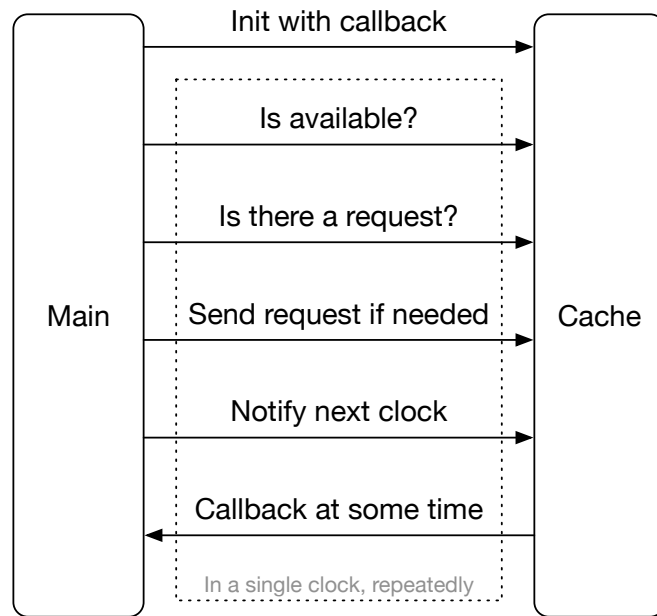 Init with callback
Is available?
Is there a request?
Main
Send request if needed
Cache
Notify next clock
Callback at some time
In a single clock, repeatedly